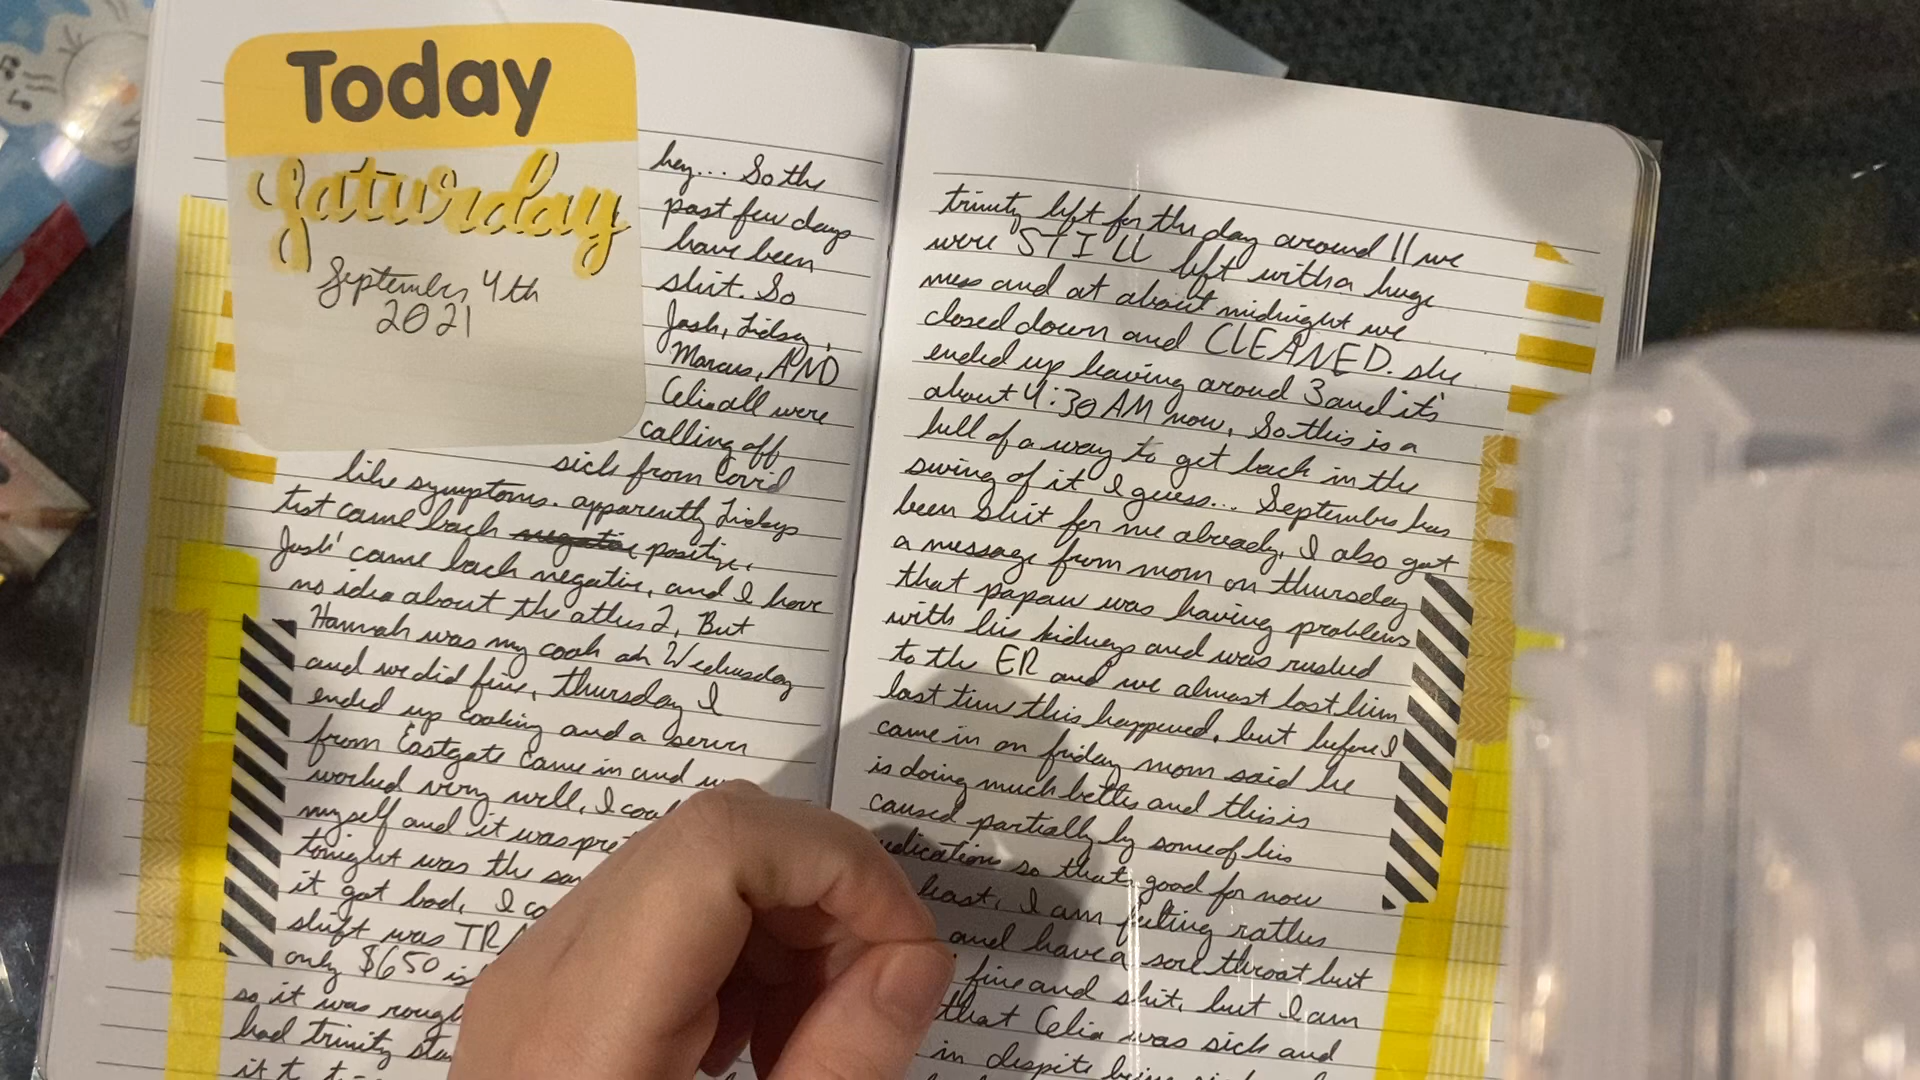 Today
Saturday
September 4th
2021
hey... So the
past few days
have been
shit. So
Josh, Lidsey,
Marcus, AND
Celia all were
calling off
sick from Covid
like symptoms. apparently Lindseys
test came back negative positive,
Josh' came back negative, and I have
no idea about the other 2. But
Hannah was my cook on Wednesday
and we did fine, thursday I
ended up cooking and a server
from Eastgate came in and we
worked very well, I
myself and it was
tonight was the
it got bad, I
shift was
only $650
so it was rough
had trinity
trinity left for the day around 11 we
were STILL left with a huge
mess and at about midnight we
closed down and CLEANED. she
ended up leaving around 3 and it's
about 4:30 AM now, So this is a
hell of a way to get back in the
swing of it I guess... September has
been shit for me already, I also got
a message from mom on thursday
that papaw was having problems
with his kidneys and was rushed
to the ER and we almost lost him
last time this happened, but before I
came in on friday mom said he
is doing much better and this is
caused partially by some of his
so thats good for now
least, I am feeling rather
and have a sore throat but
fine and shit, but I am
that Celia was sick and
in despite being